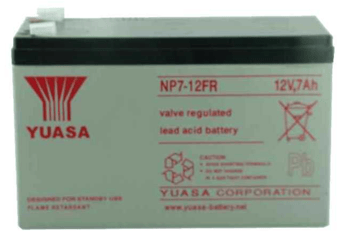 NP7-12FR 12V,7Ah
YUASA
valve regulated
lead acid battery
CAUTION
Pb
DESIGNED FOR STANDBY USE
FLAME RETARDANT
YUASA CORPORATION
www.yuasa-battery.net